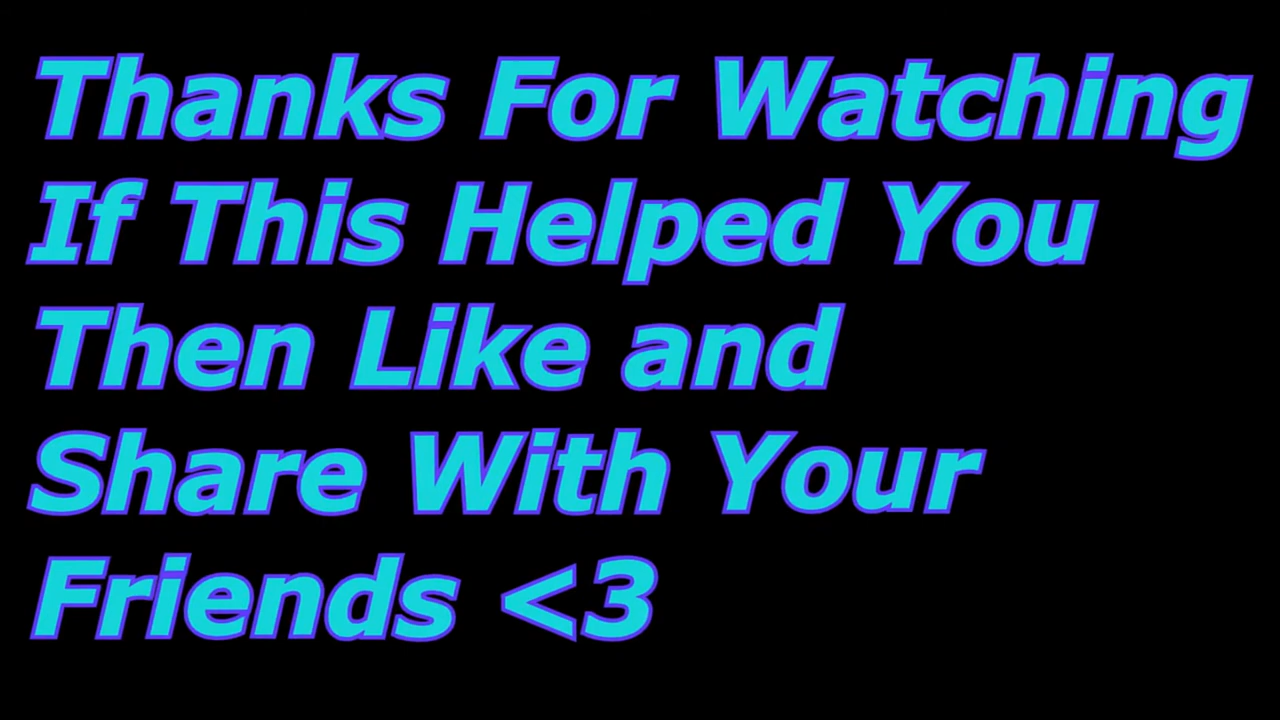 Thanks For Watching
If This Helped You
Then Like and
Share With Your
Friends <3